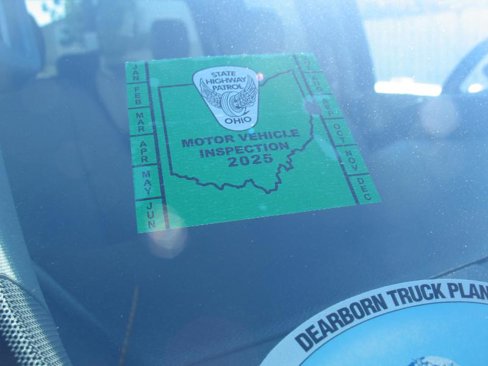 STATE
HIGHWAY
PATROL
OHIO
MOTOR VEHICLE
INSPECTION
2025
JAN
FEB
MAR
APR
MAY
JUN
SEP
OCT
NOV
DEC
DEARBORN TRUCK PLAN